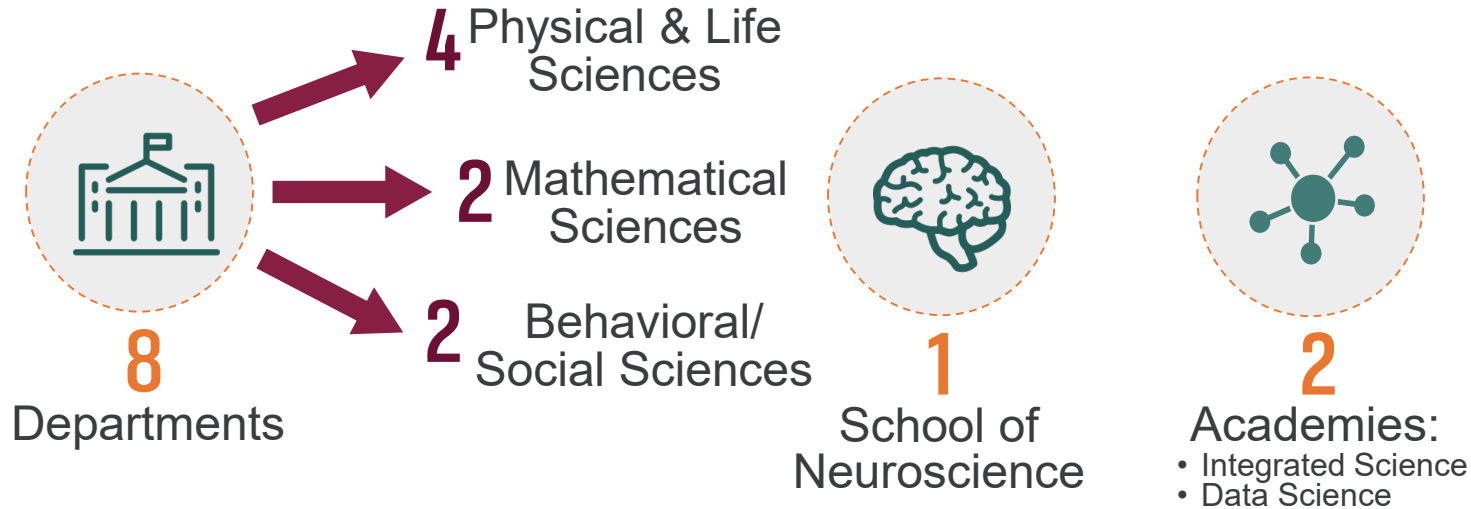 4 Physical & Life
Sciences
2 Mathematical
Sciences
2 Behavioral/
Social Sciences
8
Departments
1
School of
Neuroscience
2
Academies:
• Integrated Science
• Data Science